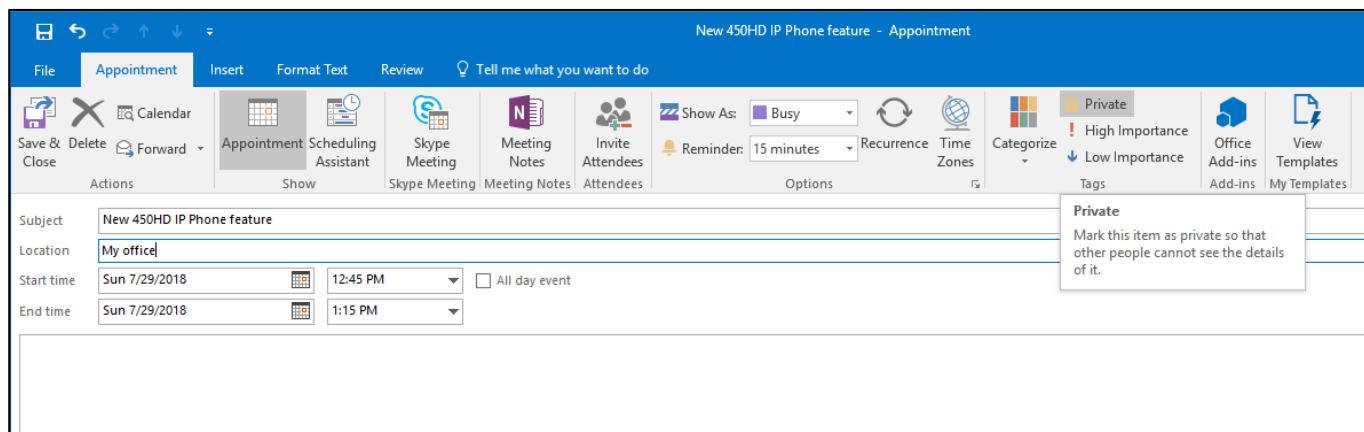 New 450HD IP Phone feature - Appointment
File Appointment Insert Format Text Review Tell me what you want to do
Save & Close
Delete
Calendar
Forward
Actions
Appointment
Scheduling Assistant
Show
Skype Meeting
Skype Meeting
Meeting Notes
Meeting Notes
Invite Attendees
Attendees
Show As: Busy
Reminder: 15 minutes
Recurrence
Time Zones
Options
Categorize
Private
High Importance
Low Importance
Tags
Office Add-ins
Add-ins
View Templates
My Templates
Private
Mark this item as private so that
other people cannot see the details
of it.
Subject New 450HD IP Phone feature
Location My office
Start time Sun 7/29/2018 12:45 PM All day event
End time Sun 7/29/2018 1:15 PM